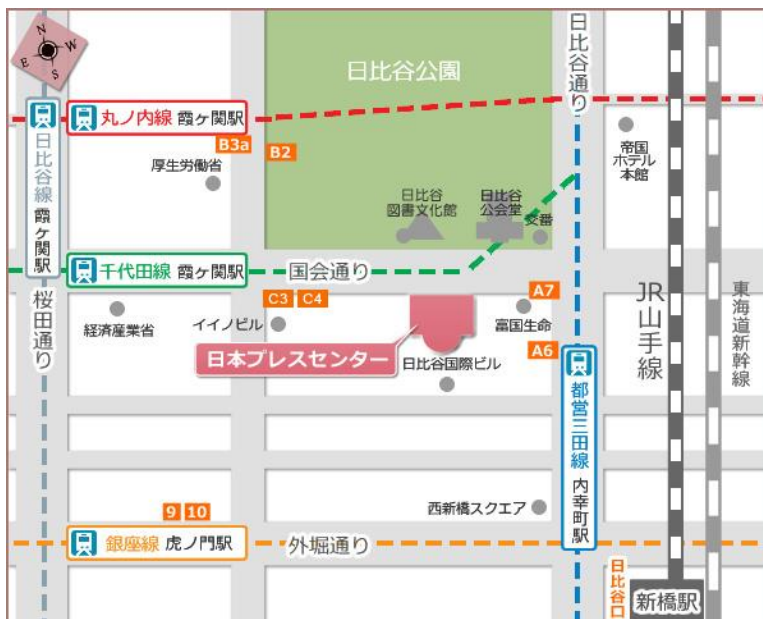 N
W
E
S
日比谷公園
日比谷通り
丸ノ内線 霞ヶ関駅
B3a
B2
厚生労働省
帝国
ホテル
本館
日比谷線 霞ヶ関駅
日比谷
図書文化館
日比谷
公会堂
交番
千代田線 霞ヶ関駅
国会通り
桜田通り
C3
C4
A7
JR山手線
東海道新幹線
経済産業省
イイノビル
富国生命
日本プレスセンター
日比谷国際ビル
A6
都営三田線 内幸町駅
9
10
西新橋スクエア
銀座線 虎ノ門駅
外堀通り
日比谷口
新橋駅